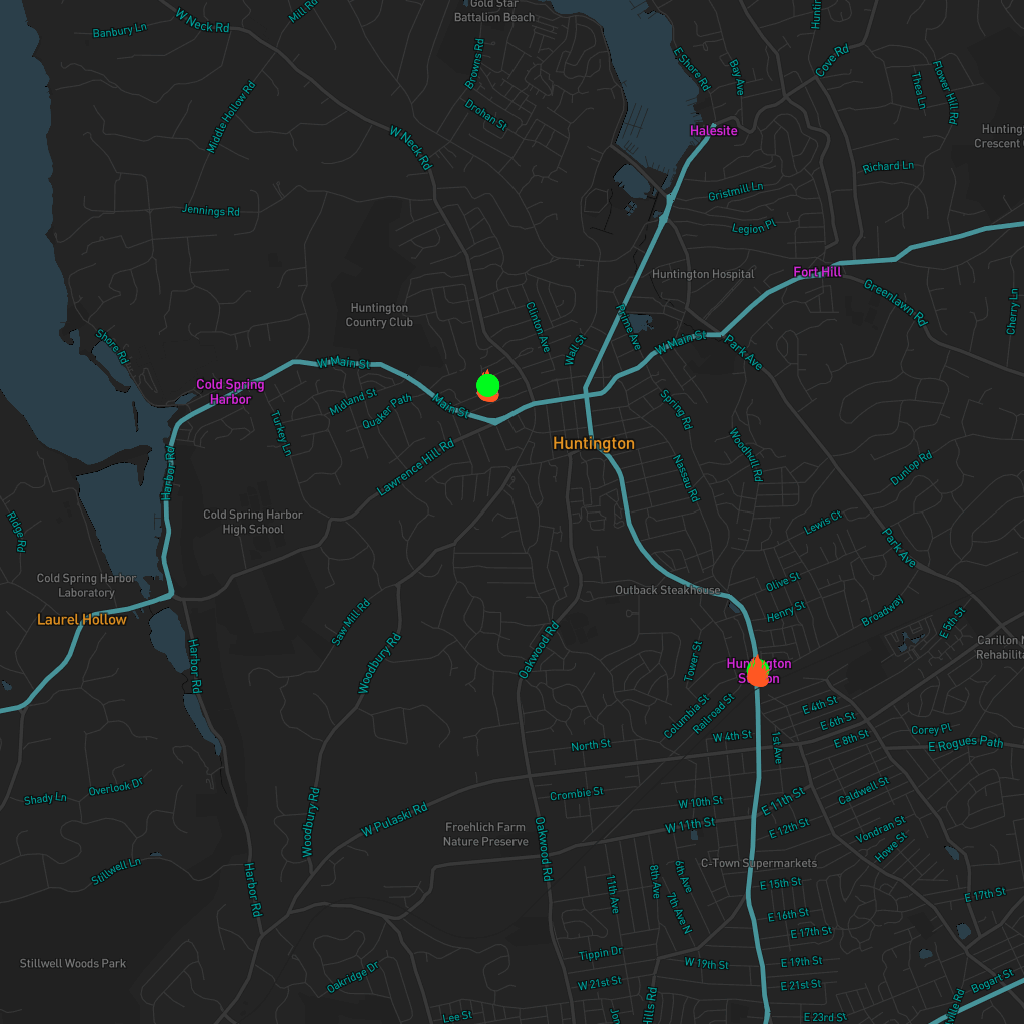 Gold Star
Battalion Beach
Huntin
W Neck Rd
Mill Rd
Banbury Ln
Browns Rd
E Shore Rd
Bay Ave
Cove Rd
Thea Ln
Flower Hill Rd
Middle Hollow Rd
Drohan St
W Neck Rd
Halesite
Huntin
Crescent
Richard Ln
Gristmill Ln
Jennings Rd
Legion Pl
Huntington Hospital
Fort Hill
Greenlawn Rd
Cherry Ln
Huntington
Country Club
Clinton Ave
Wall St
Park Ave
Shore Rd
W Main St
W Main St
Cold Spring
Harbor
Midland St
Quaker Path
Main St
Turkey Ln
Spring Rd
Huntington
Woodhull Rd
Lawrence Hill Rd
Nassau Rd
Dunlop Rd
Harbor Rd
Cold Spring Harbor
High School
Ridge Rd
Lewis Ct
Park Ave
Cold Spring Harbor
Laboratory
Outback Steakhouse
Olive St
Laurel Hollow
Henry St
Broadway
E 5th St
Saw Mill Rd
Carillon N
Rehabilita
Harbor Rd
Woodbury Rd
Oakwood Rd
Tower St
Columbia St
Railroad St
E 4th St
E 6th St
E 8th St
Corey Pl
E Rogues Path
North St
W 4th St
1st Ave
Shady Ln
Overlook Dr
Crombie St
W 10th St
E 11th St
Caldwell St
Woodbury Rd
W Pulaski Rd
Froehlich Farm
Nature Preserve
Oakwood Rd
W 11th St
E 12th St
Vondran St
Howe St
C-Town Supermarkets
Stillwell Ln
Harbor Rd
11th Ave
8th Ave
6th Ave
7th Ave N
E 15th St
E 17th St
E 16th St
E 17th St
Stillwell Woods Park
Tippin Dr
W 19th St
E 19th St
Oakridge Dr
W 21st St
E 21st St
Bogart St
Lee St
Hills Rd
E 23rd St
ville Rd